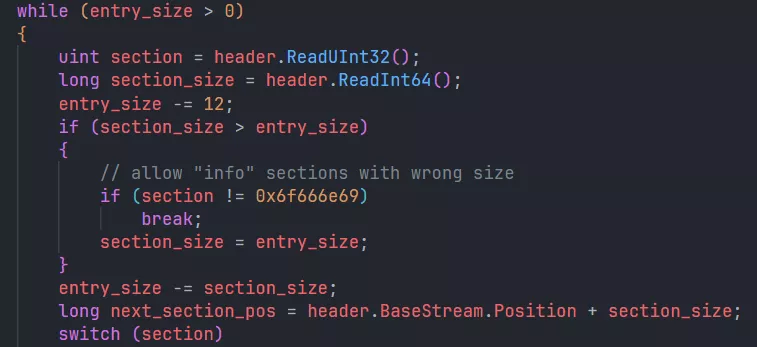 while (entry_size > 0)
{
    uint section = header.ReadUInt32();
    long section_size = header.ReadInt64();
    entry_size -= 12;
    if (section_size > entry_size)
    {
        // allow "info" sections with wrong size
        if (section != 0x6f666e69)
            break;
        section_size = entry_size;
    }
    entry_size -= section_size;
    long next_section_pos = header.BaseStream.Position + section_size;
    switch (section)